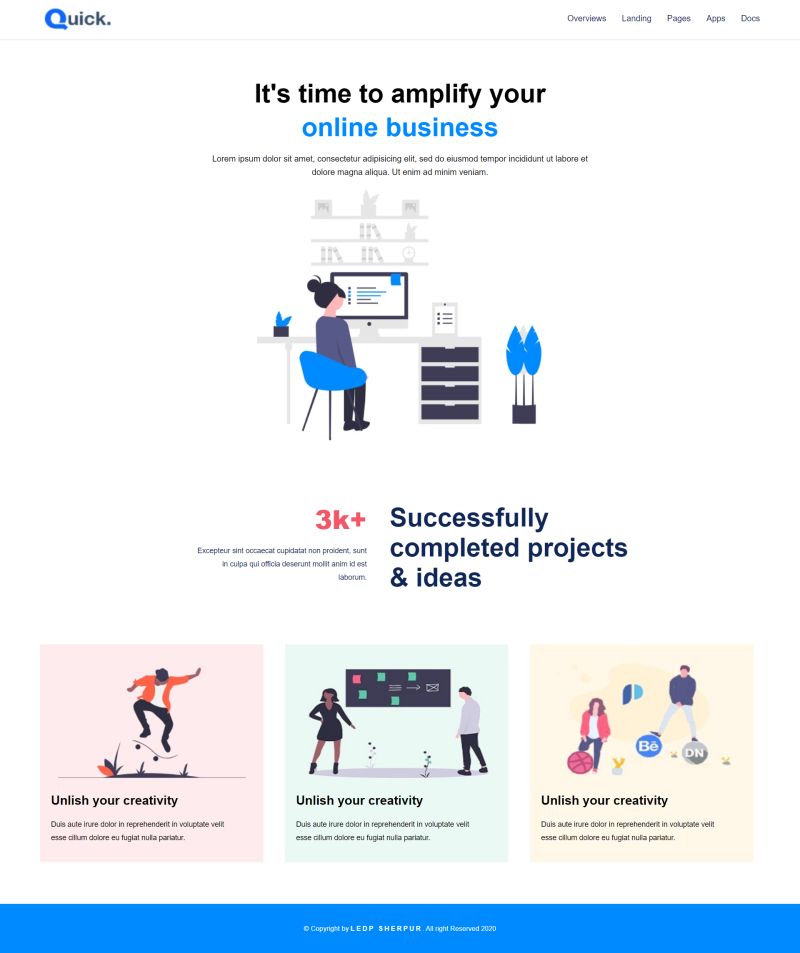 Quick.
Overviews Landing Pages Apps Docs
It's time to amplify your
online business
Lorem ipsum dolor sit amet, consectetur adipisicing elit, sed do eiusmod tempor incididunt ut labore et
dolore magna aliqua. Ut enim ad minim veniam.
3k+
Excepteur sint occaecat cupidatat non proident, sunt
in culpa qui officia deserunt mollit anim id est
laborum.
Successfully
completed projects
& ideas
Bē
DN
Unlish your creativity
Duis aute irure dolor in reprehenderit in voluptate velit
esse cillum dolore eu fugiat nulla pariatur.
Unlish your creativity
Duis aute irure dolor in reprehenderit in voluptate velit
esse cillum dolore eu fugiat nulla pariatur.
Unlish your creativity
Duis aute irure dolor in reprehenderit in voluptate velit
esse cillum dolore eu fugiat nulla pariatur.
© Copyright by LEDP SHERPUR. All right Reserved 2020